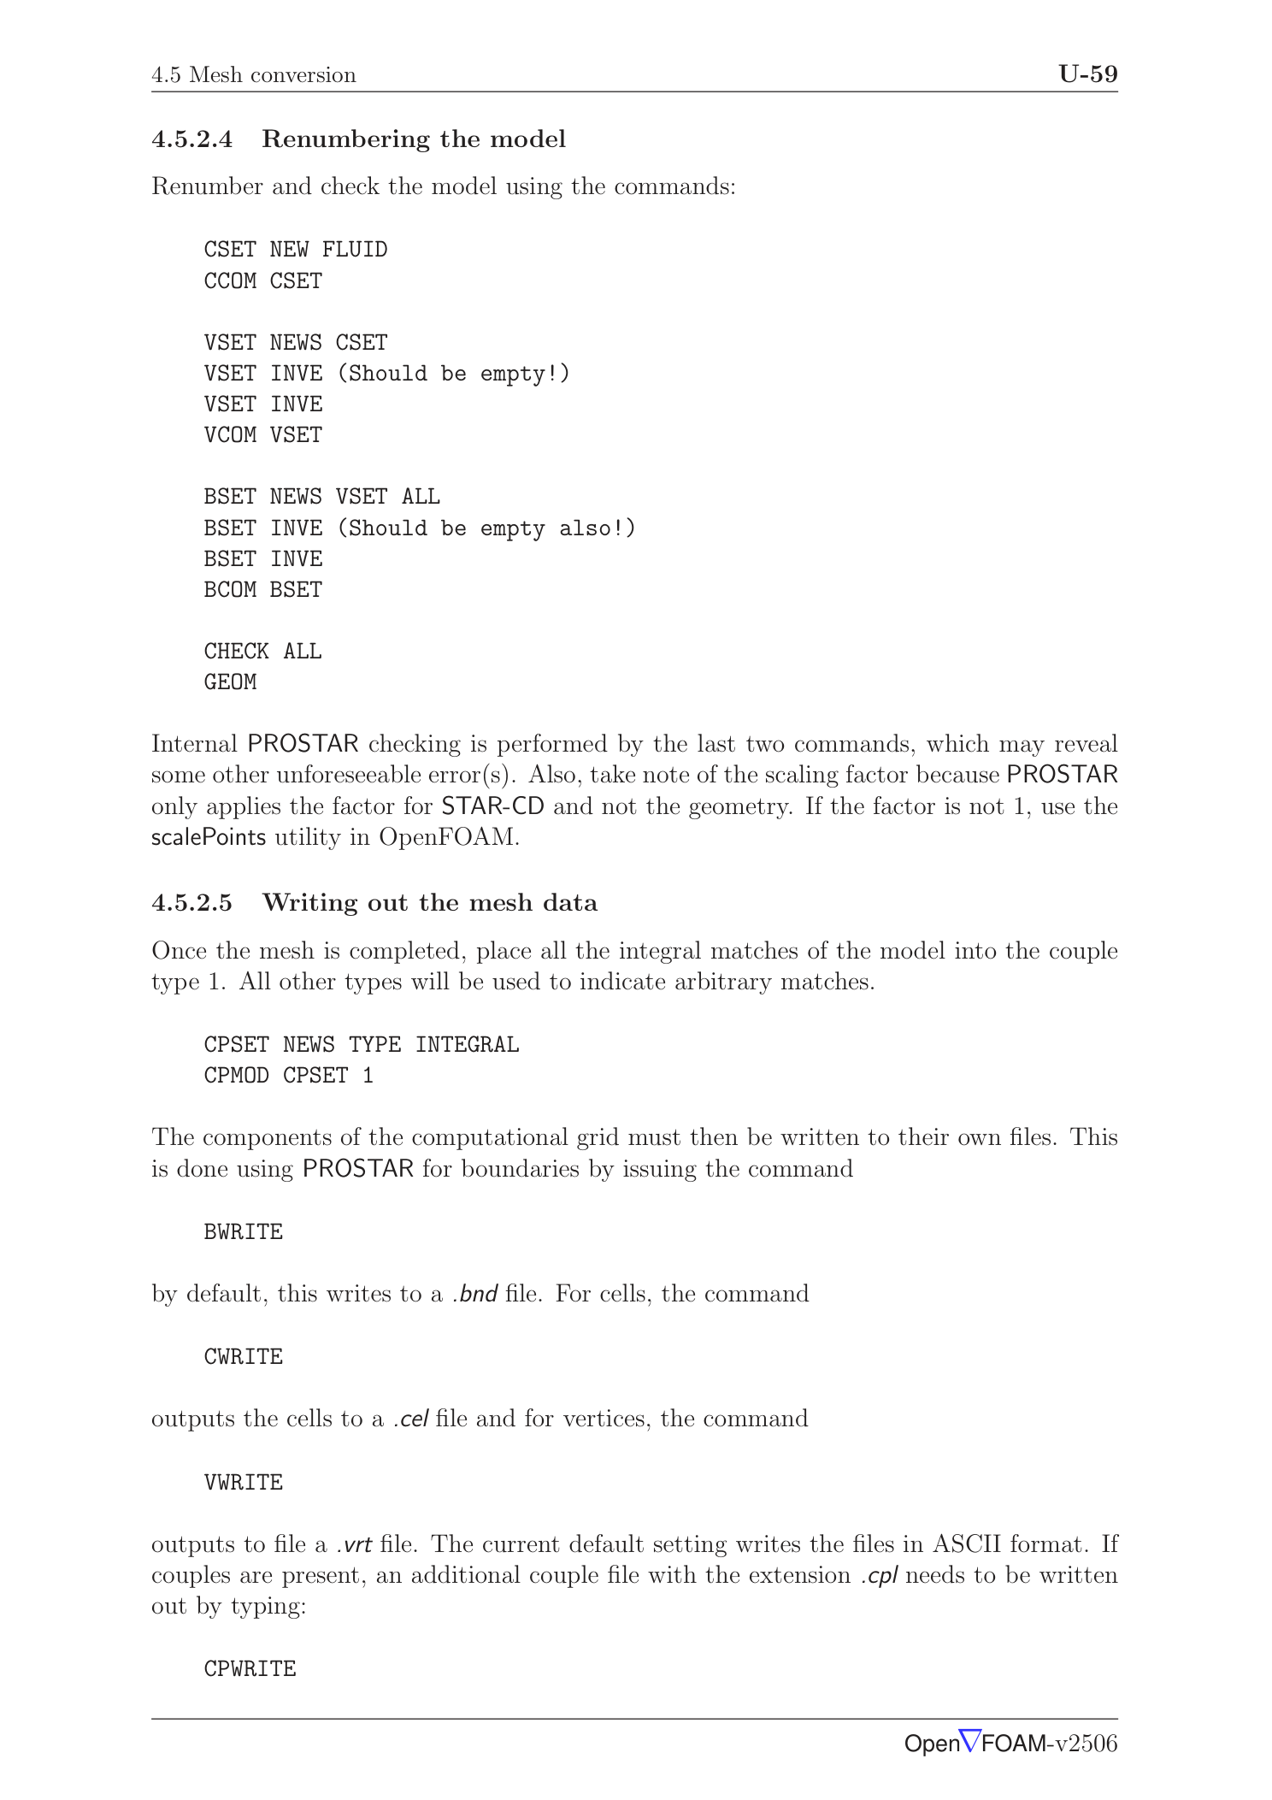 4.5 Mesh conversion U-59
4.5.2.4 Renumbering the model
Renumber and check the model using the commands:
CSET NEW FLUID
CCOM CSET
VSET NEWS CSET
VSET INVE (Should be empty!)
VSET INVE
VCOM VSET
BSET NEWS VSET ALL
BSET INVE (Should be empty also!)
BSET INVE
BCOM BSET
CHECK ALL
GEOM
Internal PROSTAR checking is performed by the last two commands, which may reveal
some other unforeseeable error(s). Also, take note of the scaling factor because PROSTAR
only applies the factor for STAR-CD and not the geometry. If the factor is not 1, use the
scalePoints utility in OpenFOAM.
4.5.2.5 Writing out the mesh data
Once the mesh is completed, place all the integral matches of the model into the couple
type 1. All other types will be used to indicate arbitrary matches.
CPSET NEWS TYPE INTEGRAL
CPMOD CPSET 1
The components of the computational grid must then be written to their own files. This
is done using PROSTAR for boundaries by issuing the command
BWRITE
by default, this writes to a .bnd file. For cells, the command
CWRITE
outputs the cells to a .cel file and for vertices, the command
VWRITE
outputs to file a .vrt file. The current default setting writes the files in ASCII format. If
couples are present, an additional couple file with the extension .cpl needs to be written
out by typing:
CPWRITE
Open∇FOAM-v2506